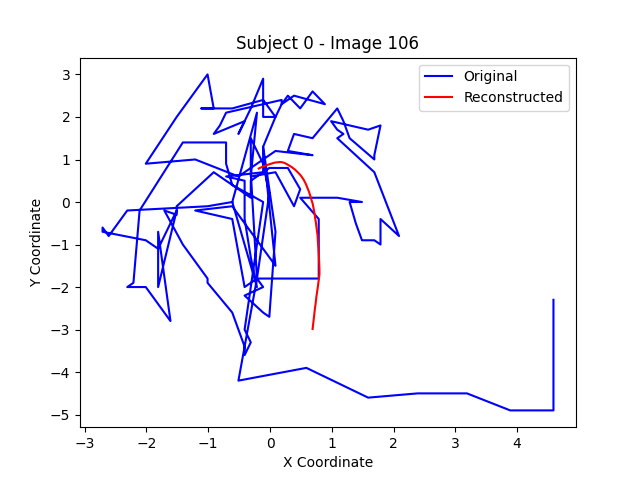 Subject 0 - Image 106
Original
Reconstructed
Y Coordinate
3
2
1
0
−1
−2
−3
−4
−5
−3 −2 −1 0 1 2 3 4
X Coordinate